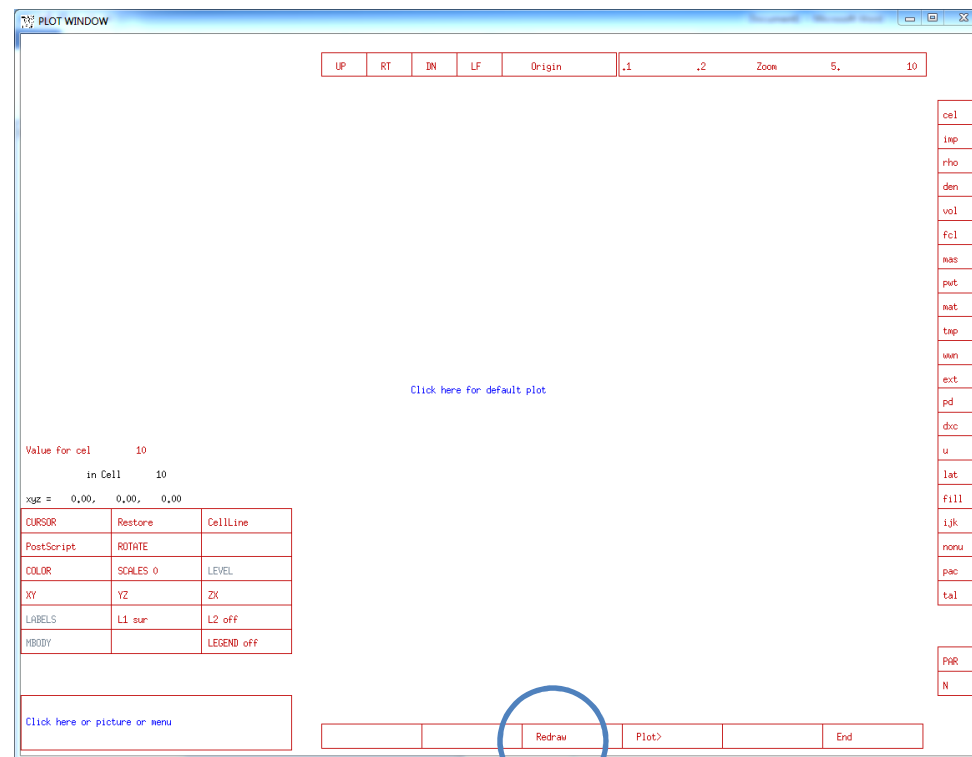 PLOT WINDOW
UP RT DN LF Origin .1 .2 Zoom 5. 10
cel
imp
rho
den
vol
fcl
mas
pwt
mat
tmp
wwn
ext
pd
dxc
u
lat
fill
ijk
nonu
pac
tal
PAR
N
Click here for default plot
Value for cel 10
in Cell 10
xyz = 0.00, 0.00, 0.00
CURSOR Restore CellLine
PostScript ROTATE
COLOR SCALES 0 LEVEL
XY YZ ZX
LABELS L1 sur L2 off
MBODY LEGEND off
Click here or picture or menu
Redraw Plot> End